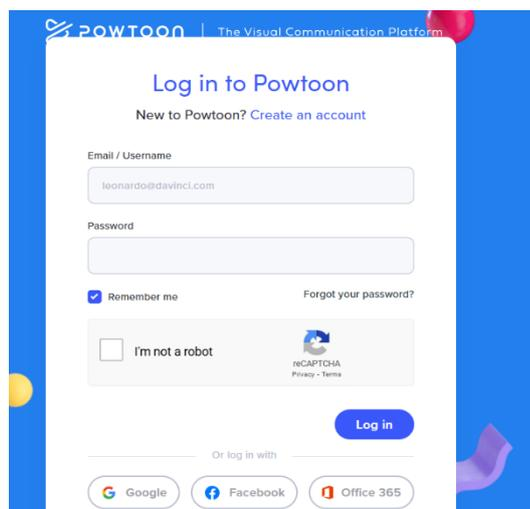 POWTOON | The Visual Communication Platform
Log in to Powtoon
New to Powtoon? Create an account
Email / Username
leonardo@davinci.com
Password
Remember me
Forgot your password?
I'm not a robot
reCAPTCHA
Privacy - Terms
Log in
Or log in with
Google
Facebook
Office 365